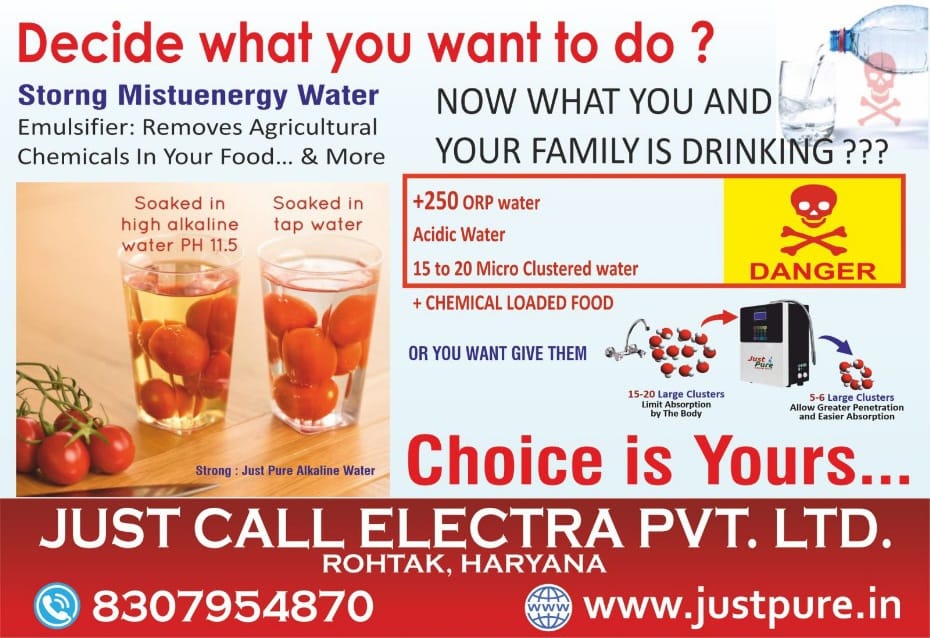 Decide what you want to do ?
Storng Mistuenergy Water
Emulsifier: Removes Agricultural
Chemicals In Your Food... & More
NOW WHAT YOU AND
YOUR FAMILY IS DRINKING ???
Soaked in
high alkaline
water PH 11.5
Soaked in
tap water
Strong : Just Pure Alkaline Water
+250 ORP water
Acidic Water
15 to 20 Micro Clustered water
DANGER
+ CHEMICAL LOADED FOOD
OR YOU WANT GIVE THEM
15-20 Large Clusters
Limit Absorption
by The Body
Just
Pure
5-6 Large Clusters
Allow Greater Penetration
and Easier Absorption
Choice is Yours...
JUST CALL ELECTRA PVT. LTD.
ROHTAK, HARYANA
8307954870
www
www.justpure.in